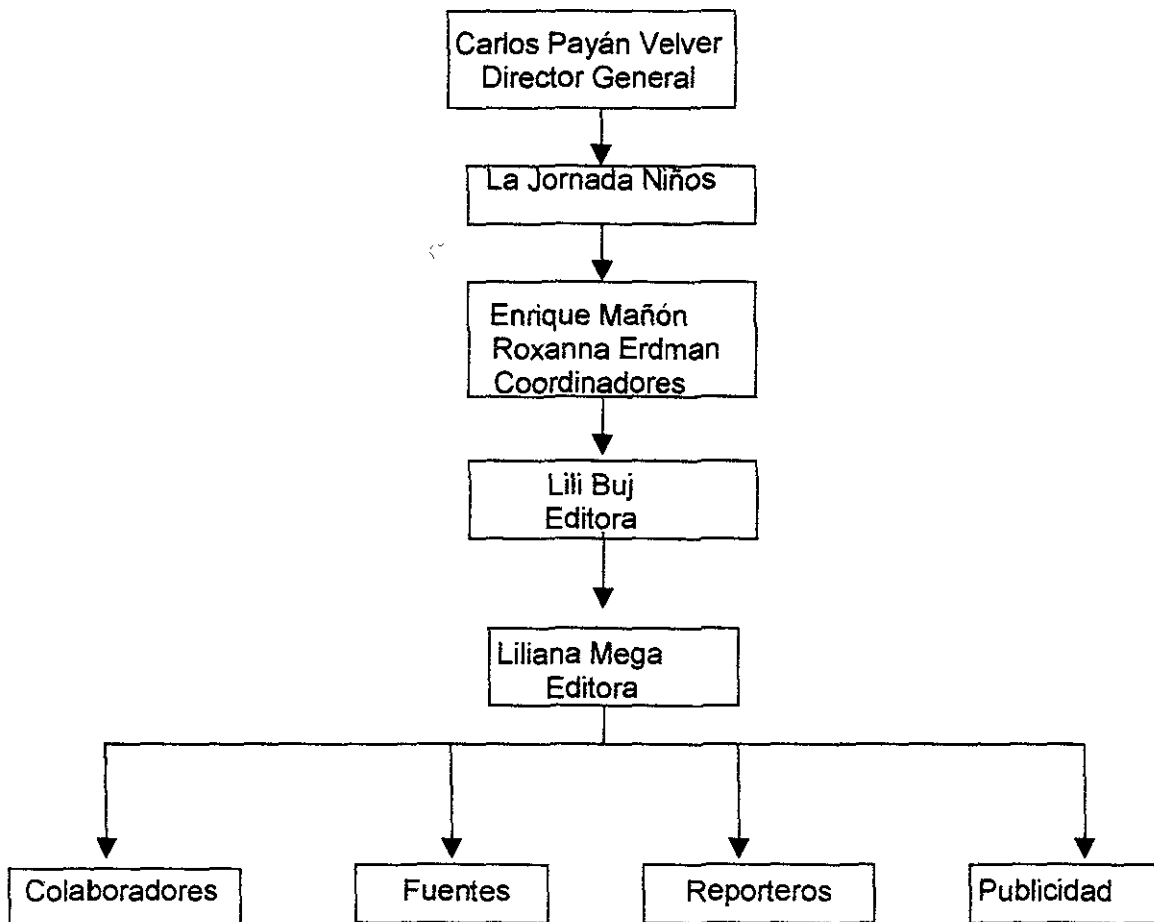 Carlos Payán Velver
Director General
La Jornada Niños
Enrique Mañón
Roxanna Erdman
Coordinadores
Lili Buj
Editora
Liliana Mega
Editora
Colaboradores
Fuentes
Reporteros
Publicidad